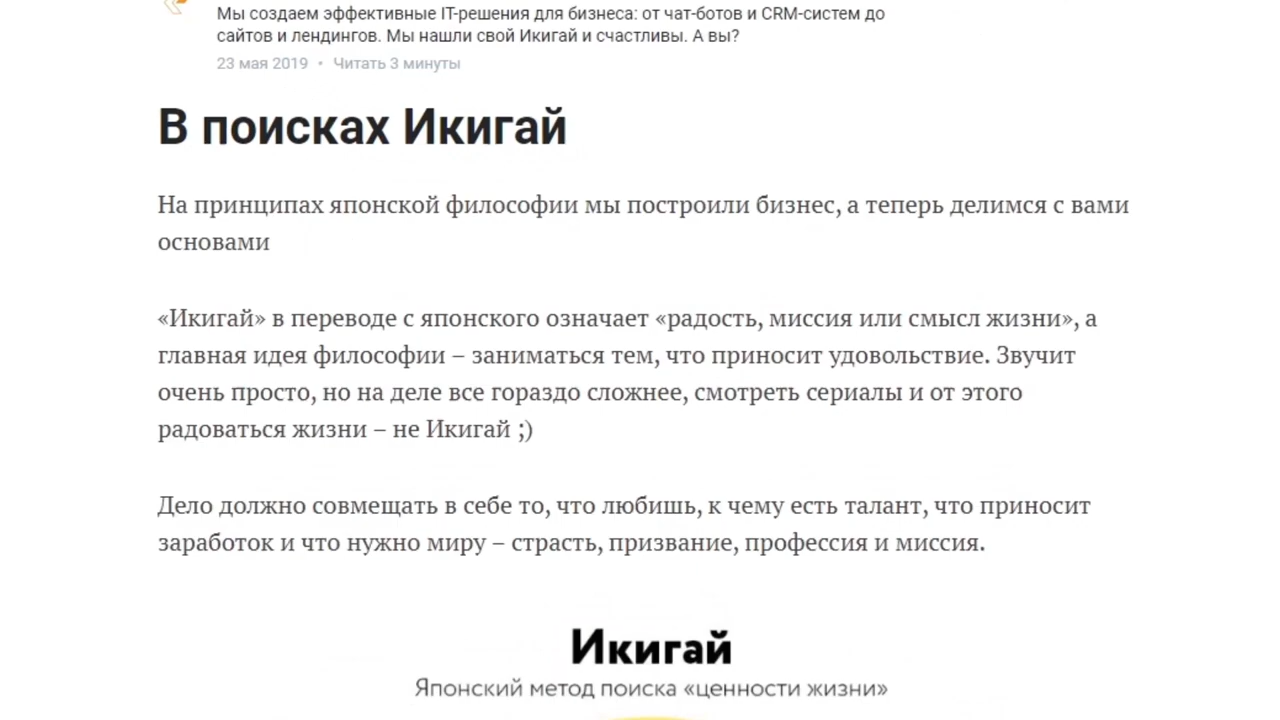 Мы создаем эффективные IT-решения для бизнеса: от чат-ботов и CRM-систем до
сайтов и лендингов. Мы нашли свой Икигай и счастливы. А вы?
23 мая 2019 • Читать 3 минуты
В поисках Икигай
На принципах японской философии мы построили бизнес, а теперь делимся с вами
основами
«Икигай» в переводе с японского означает «радость, миссия или смысл жизни», а
главная идея философии – заниматься тем, что приносит удовольствие. Звучит
очень просто, но на деле все гораздо сложнее, смотреть сериалы и от этого
радоваться жизни – не Икигай ;)
Дело должно совмещать в себе то, что любишь, к чему есть талант, что приносит
заработок и что нужно миру – страсть, призвание, профессия и миссия.
Икигай
Японский метод поиска «ценности жизни»